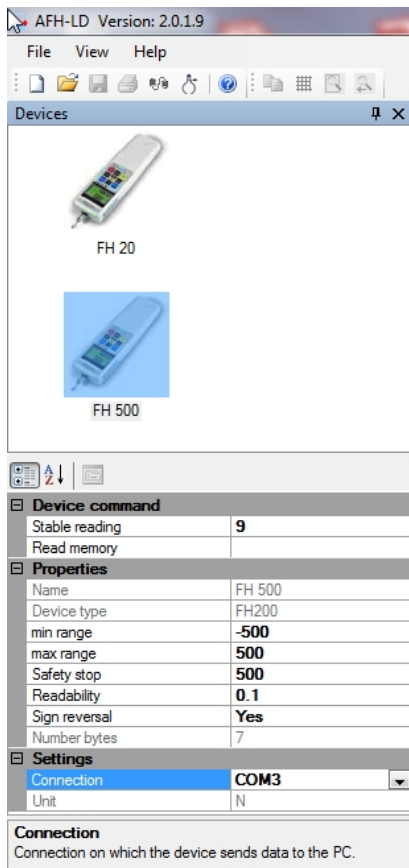 AFH-LD Version: 2.0.1.9
File View Help
Devices
FH 20
FH 500
Device command
Stable reading 9
Read memory
Properties
Name FH 500
Device type FH200
min range -500
max range 500
Safety stop 500
Readability 0.1
Sign reversal Yes
Number bytes 7
Settings
Connection COM3
Unit N
Connection
Connection on which the device sends data to the PC.